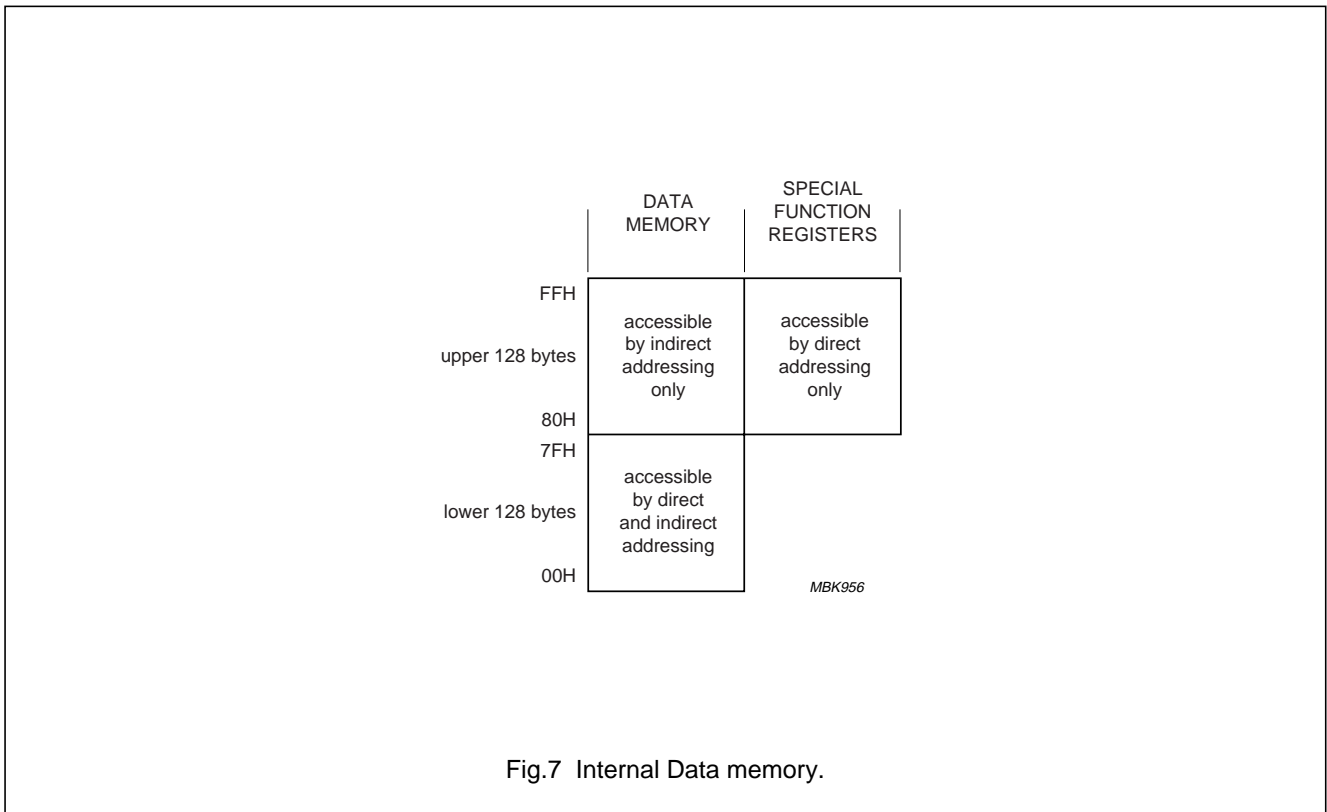 DATA
MEMORY
SPECIAL
FUNCTION
REGISTERS
FFH
upper 128 bytes
80H
accessible
by indirect
addressing
only
accessible
by direct
addressing
only
7FH
lower 128 bytes
00H
accessible
by direct
and indirect
addressing
MBK956
Fig.7 Internal Data memory.